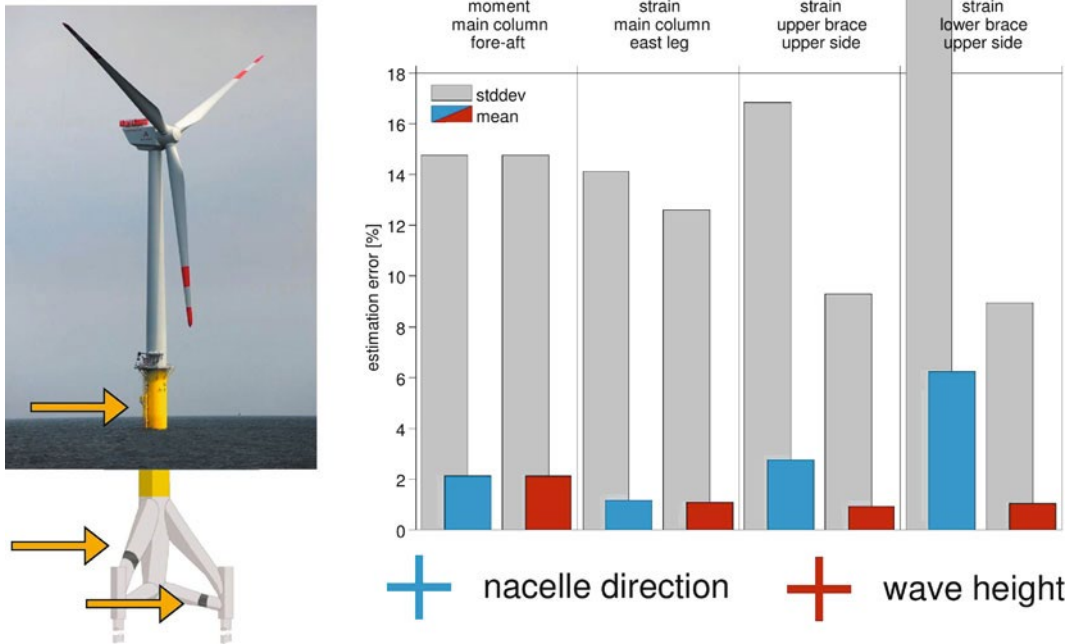 moment
main column
fore-aft
strain
main column
east leg
strain
upper brace
upper side
strain
lower brace
upper side
18
16
14
12
10
8
6
4
2
0
estimation error [%]
stddev
mean
nacelle direction
wave height